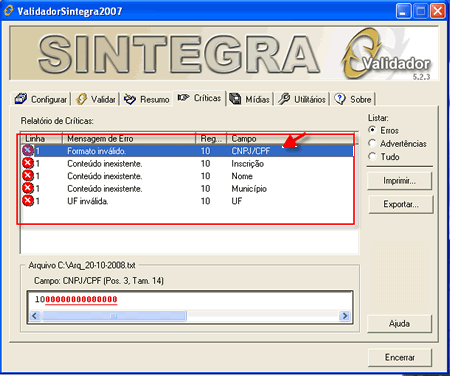 ValidadorSintegra2007
SINTEGRA Validador
5.2.3
Configurar Validar Resumo Críticas Mídias Utilitários Sobre
Relatório de Críticas:
Listar:
Linha Mensagem de Erro Reg... Campo
1 Formato inválido. 10 CNPJ/CPF
1 Conteúdo inexistente. 10 Inscrição
1 Conteúdo inexistente. 10 Nome
1 Conteúdo inexistente. 10 Município
1 UF inválida. 10 UF
Erros
Advertências
Tudo
Imprimir...
Exportar...
Arquivo C:\Arq_20-10-2008.txt
Campo: CNPJ/CPF (Pos. 3, Tam. 14)
1000000000000000
Ajuda
Encerrar